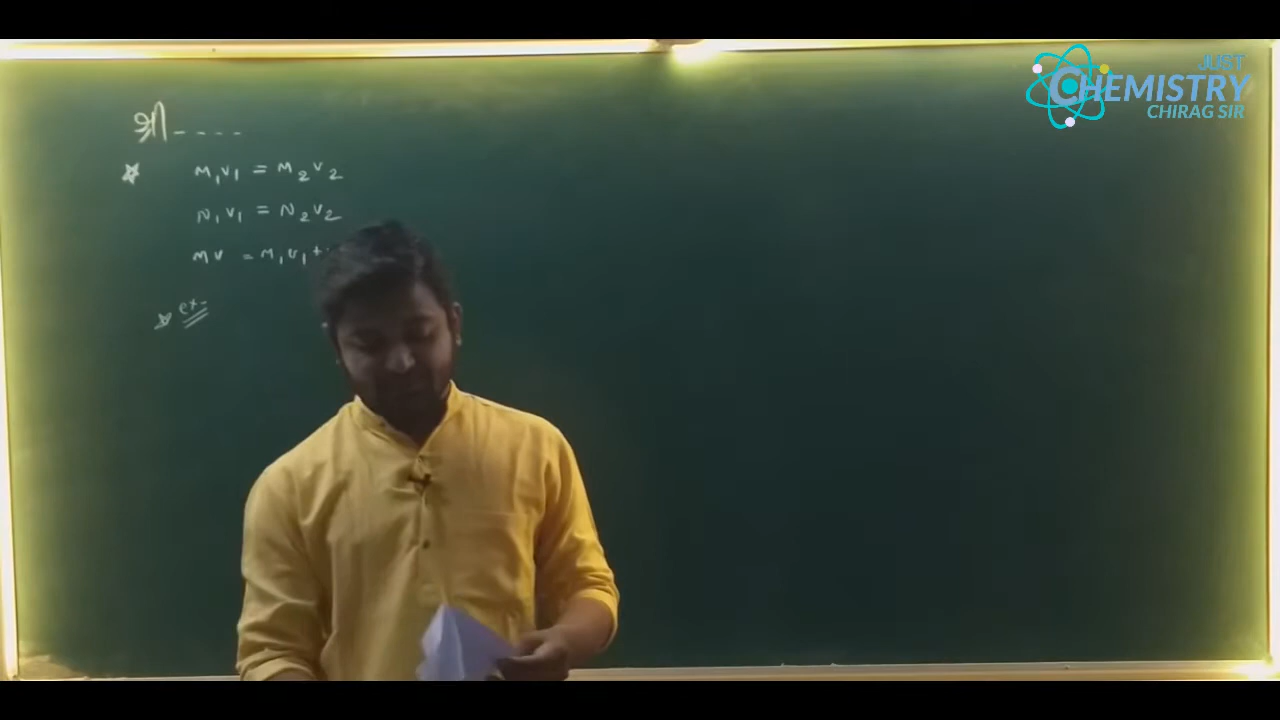 श्री - - - -
M₁V₁ = M₂V₂
N₁V₁ = N₂V₂
MV = M₁V₁ +
ex-
JUST
CHEMISTRY
CHIRAG SIR